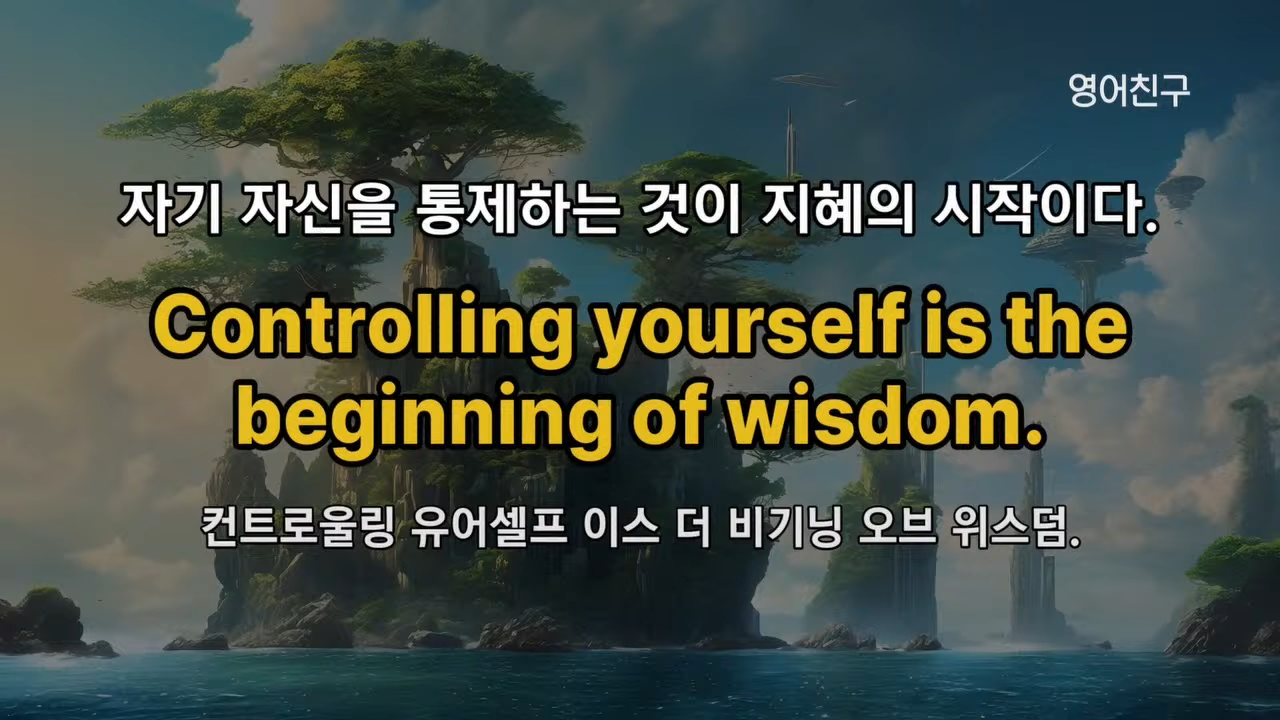 영어친구
자기 자신을 통제하는 것이 지혜의 시작이다.
Controlling yourself is the
beginning of wisdom.
컨트로울링 유어셀프 이스 더 비기닝 오브 위스덤.